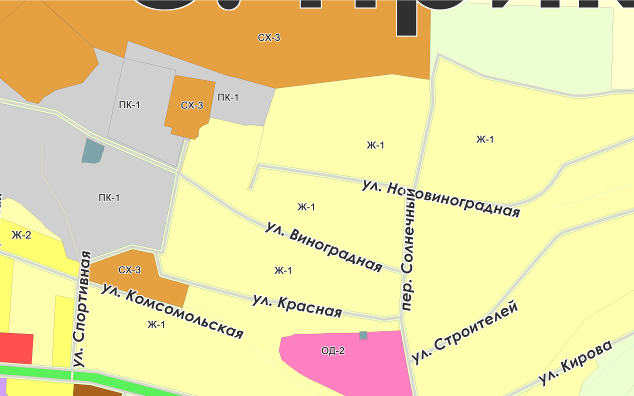 СХ-3
ПК-1
СХ-3
ПК-1
Ж-1
Ж-1
ул. Нововиноградная
ПК-1
Ж-1
пер. Солнечный
Ж-2
ул. Виноградная
СХ-3
Ж-1
ул. Спортивная
ул. Комсомольская
ул. Красная
Ж-1
ОД-2
ул. Строителей
ул. Кирова